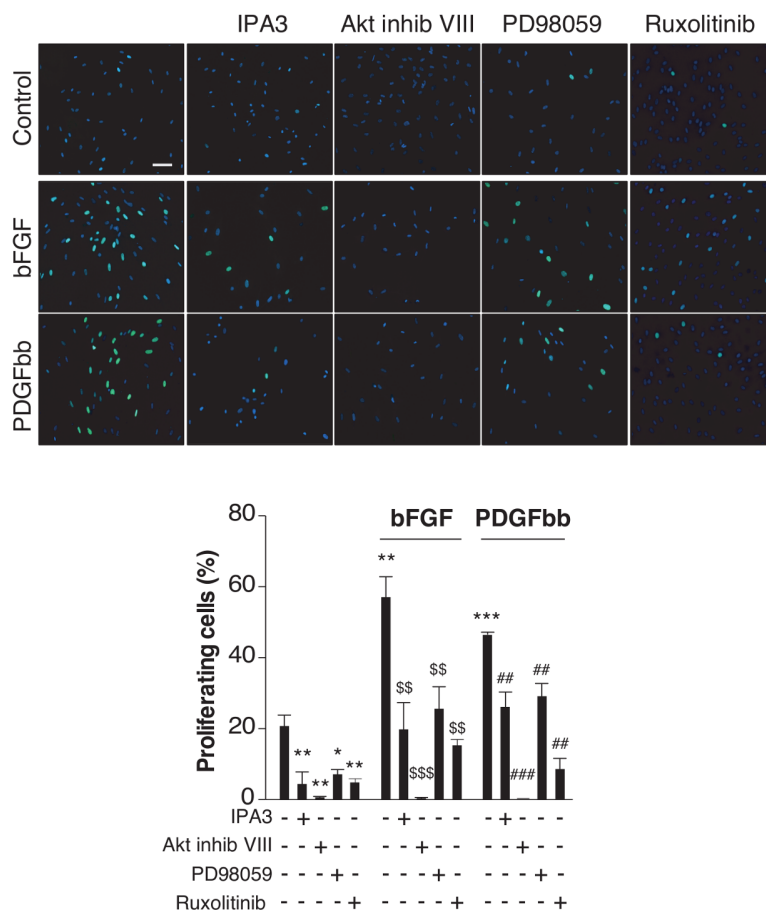 IPA3 Akt inhib VIII PD98059 Ruxolitinib
Control
bFGF
PDGFbb
Proliferating cells (%)
80
60
40
20
0
bFGF PDGFbb
** ***
** ** * **
$$ $$$ $$ $$
## ### ## ##
IPA3 - + - - - - + - - - - + - - -
Akt inhib VIII - - + - - - - + - - - - + - -
PD98059 - - - + - - - - + - - - - + -
Ruxolitinib - - - - + - - - - + - - - - +